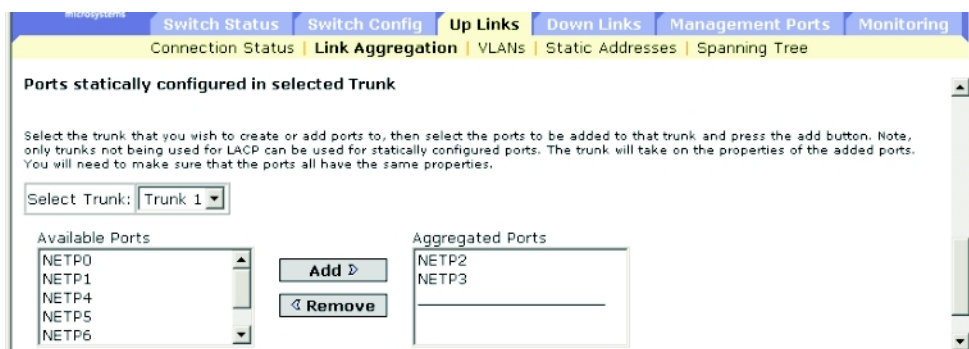 microsystems
Switch Status Switch Config Up Links Down Links Management Ports Monitoring
Connection Status | Link Aggregation | VLANs | Static Addresses | Spanning Tree
Ports statically configured in selected Trunk
Select the trunk that you wish to create or add ports to, then select the ports to be added to that trunk and press the add button. Note,
only trunks not being used for LACP can be used for statically configured ports. The trunk will take on the properties of the added ports.
You will need to make sure that the ports all have the same properties.
Select Trunk: Trunk 1
Available Ports
NETP0
NETP1
NETP4
NETP5
NETP6
Add
Remove
Aggregated Ports
NETP2
NETP3